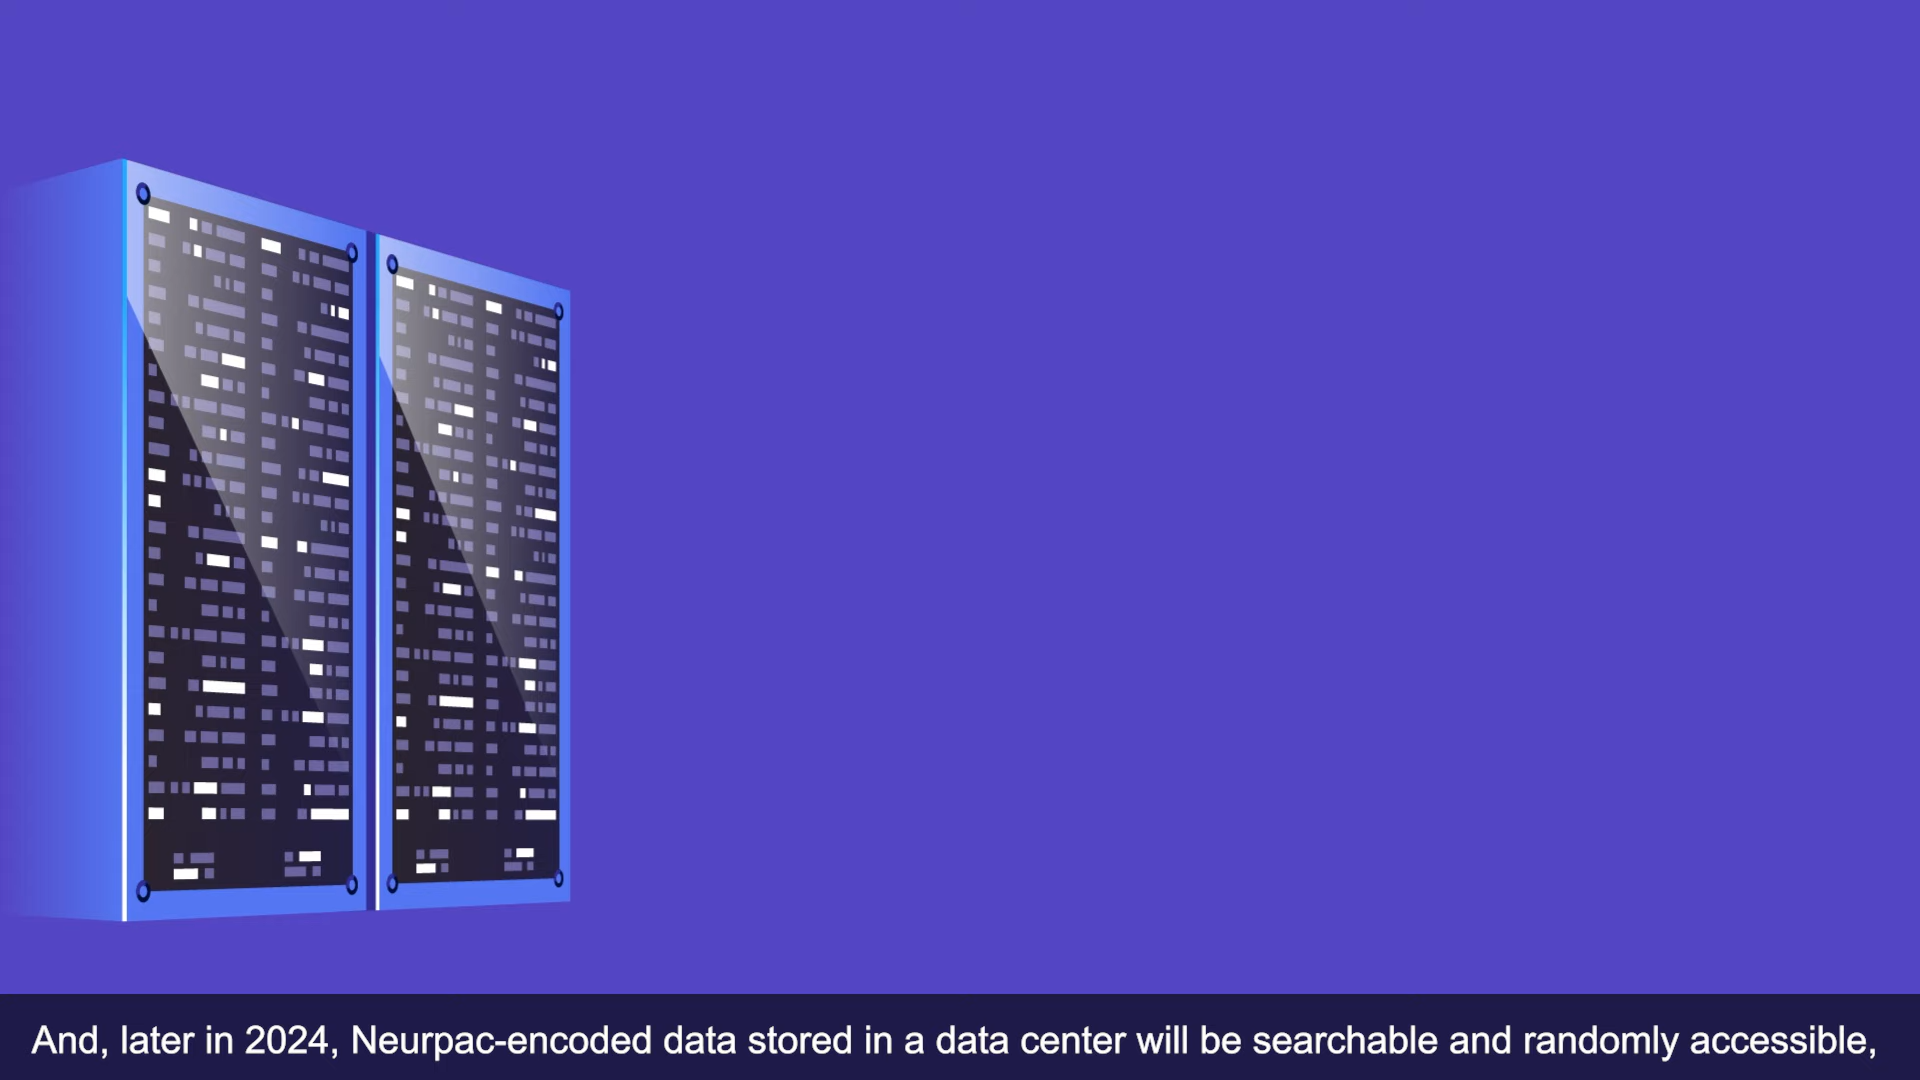 And, later in 2024, Neurpac-encoded data stored in a data center will be searchable and randomly accessible,